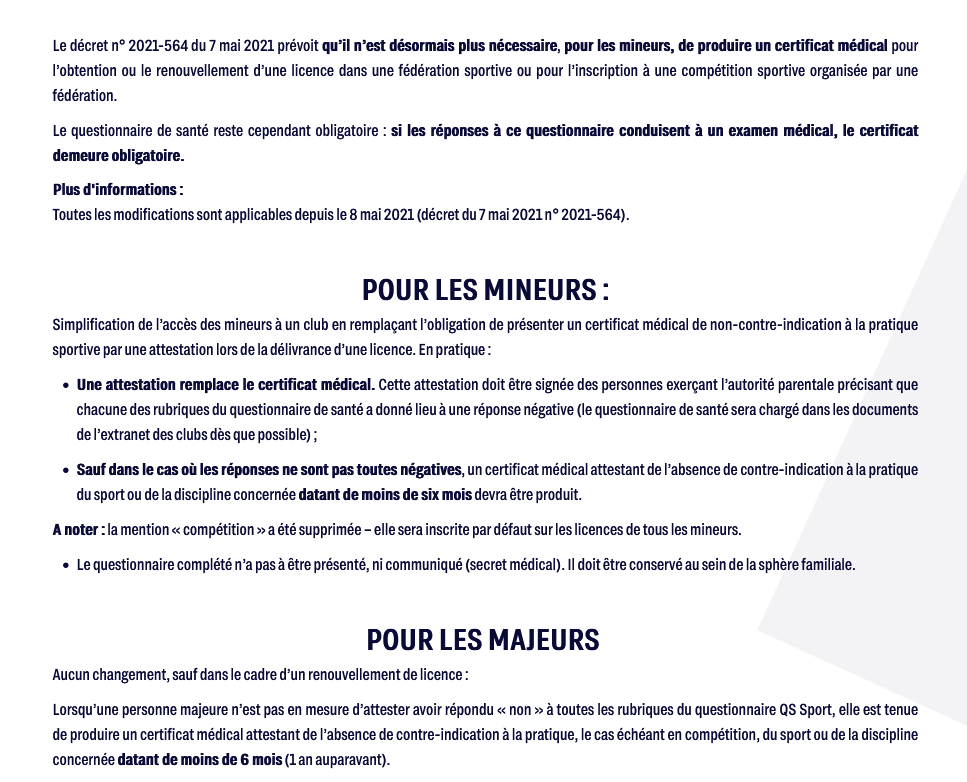 Le décret n° 2021-564 du 7 mai 2021 prévoit qu'il n'est désormais plus nécessaire, pour les mineurs, de produire un certificat médical pour
l'obtention ou le renouvellement d'une licence dans une fédération sportive ou pour l'inscription à une compétition sportive organisée par une
fédération.
Le questionnaire de santé reste cependant obligatoire : si les réponses à ce questionnaire conduisent à un examen médical, le certificat
demeure obligatoire.
Plus d'informations :
Toutes les modifications sont applicables depuis le 8 mai 2021 (décret du 7 mai 2021 n° 2021-564).
POUR LES MINEURS :
Simplification de l'accès des mineurs à un club en remplaçant l'obligation de présenter un certificat médical de non-contre-indication à la pratique
sportive par une attestation lors de la délivrance d'une licence. En pratique :
• Une attestation remplace le certificat médical. Cette attestation doit être signée des personnes exerçant l'autorité parentale précisant que
chacune des rubriques du questionnaire de santé a donné lieu à une réponse négative (le questionnaire de santé sera chargé dans les documents
de l'extranet des clubs dès que possible) ;
• Sauf dans le cas où les réponses ne sont pas toutes négatives, un certificat médical attestant de l'absence de contre-indication à la pratique
du sport ou de la discipline concernée datant de moins de six mois devra être produit.
A noter : la mention « compétition » a été supprimée – elle sera inscrite par défaut sur les licences de tous les mineurs.
• Le questionnaire complété n'a pas à être présenté, ni communiqué (secret médical). Il doit être conservé au sein de la sphère familiale.
POUR LES MAJEURS
Aucun changement, sauf dans le cadre d'un renouvellement de licence :
Lorsqu'une personne majeure n'est pas en mesure d'attester avoir répondu « non » à toutes les rubriques du questionnaire QS Sport, elle est tenue
de produire un certificat médical attestant de l'absence de contre-indication à la pratique, le cas échéant en compétition, du sport ou de la discipline
concernée datant de moins de 6 mois (1 an auparavant).